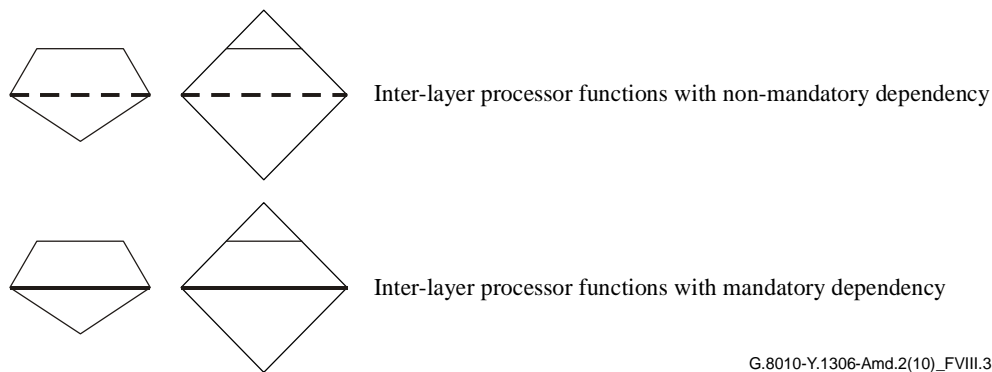 Inter-layer processor functions with non-mandatory dependency
Inter-layer processor functions with mandatory dependency
G.8010-Y.1306-Amd.2(10)_FVIII.3